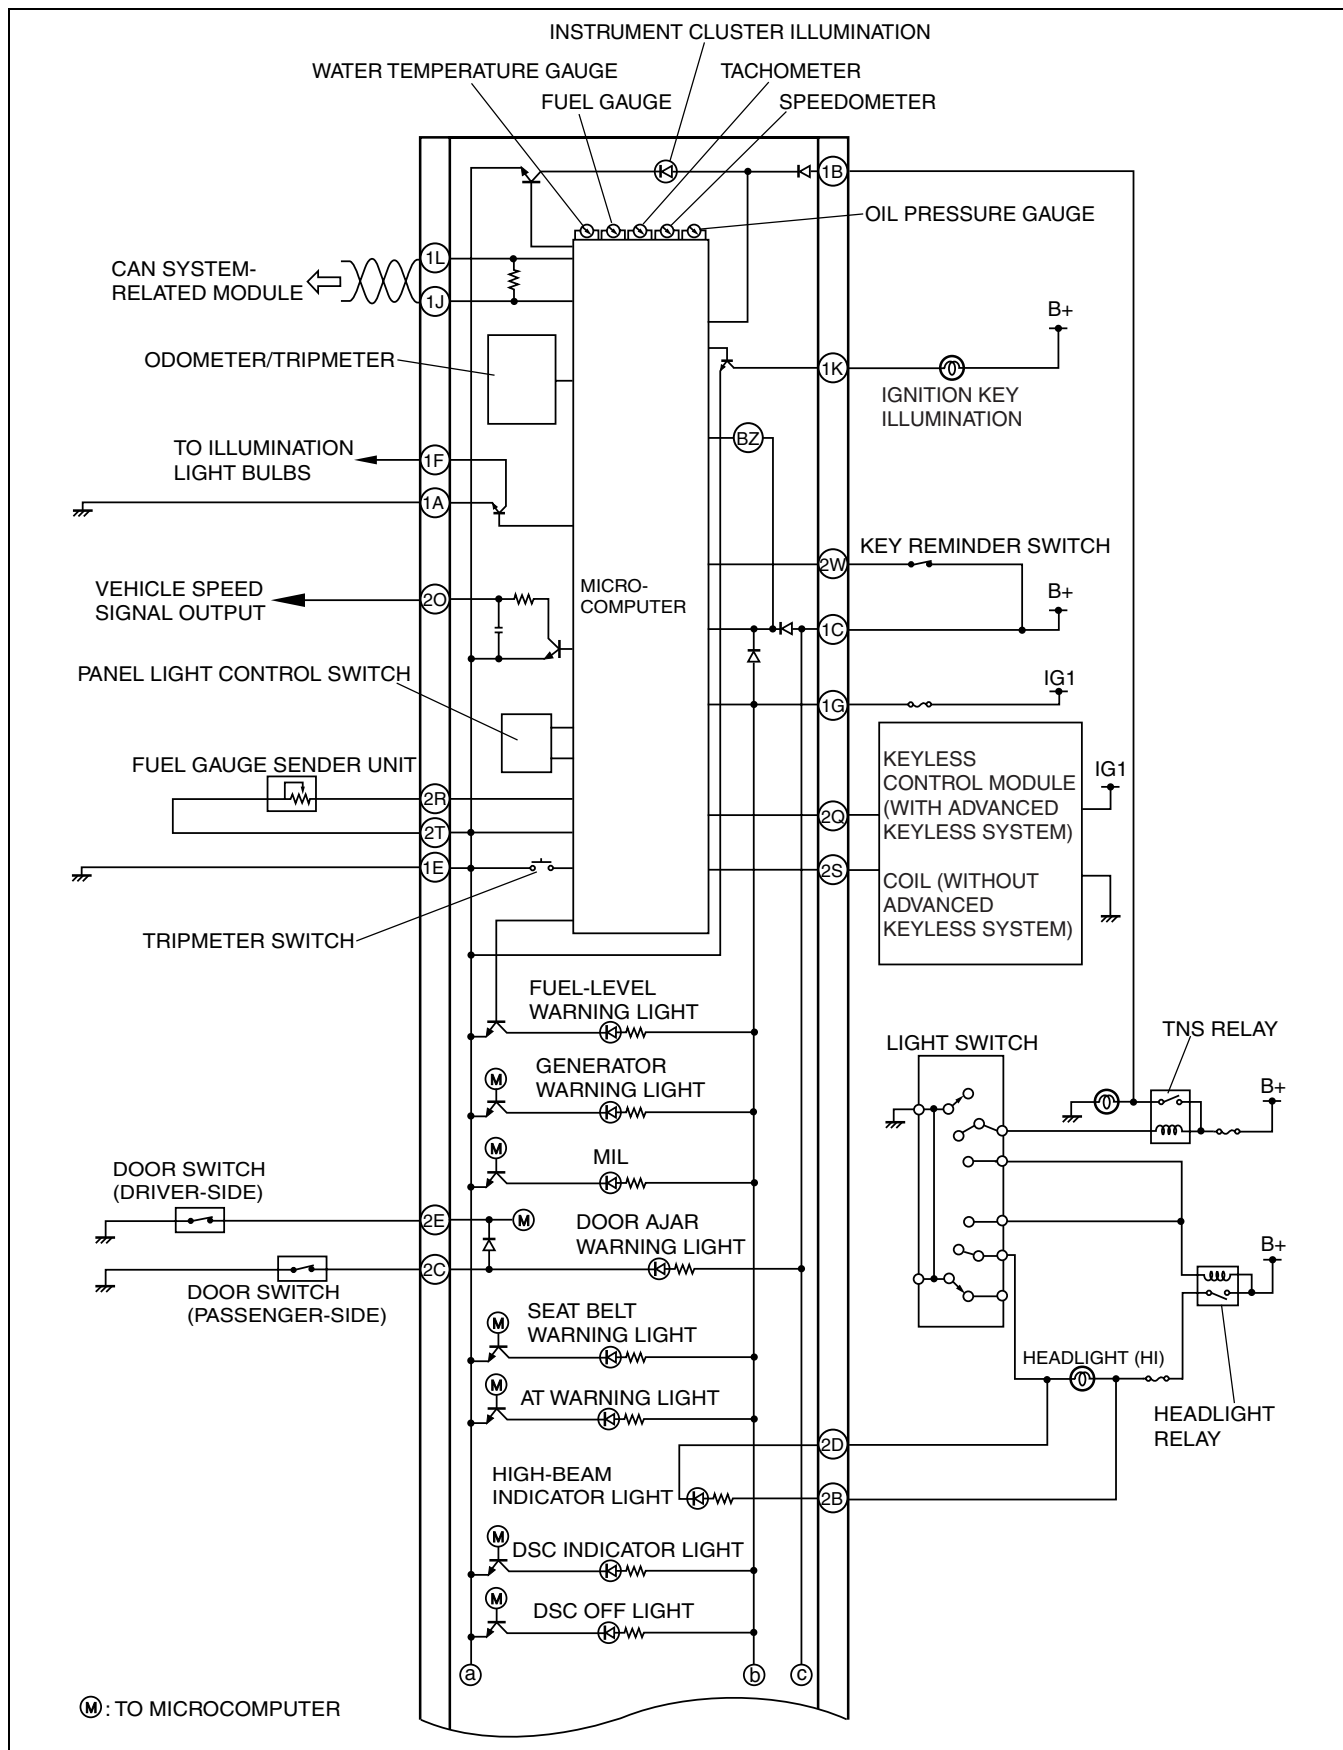 INSTRUMENT CLUSTER ILLUMINATION
WATER TEMPERATURE GAUGE
TACHOMETER
FUEL GAUGE
SPEEDOMETER
1B
OIL PRESSURE GAUGE
1L
CAN SYSTEM-
RELATED MODULE
1J
B+
ODOMETER/TRIPMETER
1K
IGNITION KEY
ILLUMINATION
BZ
TO ILLUMINATION
LIGHT BULBS
1F
1A
KEY REMINDER SWITCH
2W
MICRO-
COMPUTER
VEHICLE SPEED
SIGNAL OUTPUT
2O
B+
1C
PANEL LIGHT CONTROL SWITCH
IG1
1G
FUEL GAUGE SENDER UNIT
KEYLESS
CONTROL MODULE
(WITH ADVANCED
KEYLESS SYSTEM)
IG1
2R
2Q
2T
1E
2S
COIL (WITHOUT
ADVANCED
KEYLESS SYSTEM)
TRIPMETER SWITCH
FUEL-LEVEL
WARNING LIGHT
LIGHT SWITCH
TNS RELAY
GENERATOR
WARNING LIGHT
M
B+
M
MIL
DOOR SWITCH
(DRIVER-SIDE)
2E
M
DOOR AJAR
WARNING LIGHT
B+
2C
DOOR SWITCH
(PASSENGER-SIDE)
SEAT BELT
WARNING LIGHT
M
HEADLIGHT (HI)
M
AT WARNING LIGHT
HEADLIGHT
RELAY
2D
HIGH-BEAM
INDICATOR LIGHT
2B
M
DSC INDICATOR LIGHT
M
DSC OFF LIGHT
a
b
c
M : TO MICROCOMPUTER